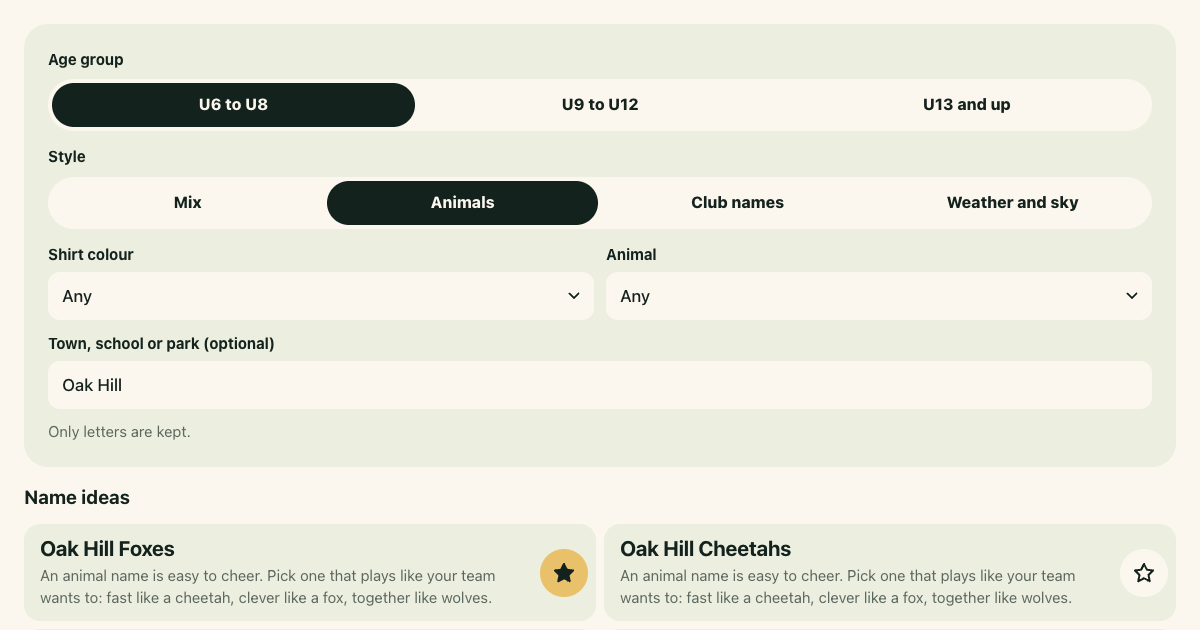 Age group
U6 to U8
U9 to U12
U13 and up
Style
Mix
Animals
Club names
Weather and sky
Shirt colour
Animal
Any
Any
Town, school or park (optional)
Oak Hill
Only letters are kept.
Name ideas
Oak Hill Foxes
An animal name is easy to cheer. Pick one that plays like your team
wants to: fast like a cheetah, clever like a fox, together like wolves.
Oak Hill Cheetahs
An animal name is easy to cheer. Pick one that plays like your team
wants to: fast like a cheetah, clever like a fox, together like wolves.